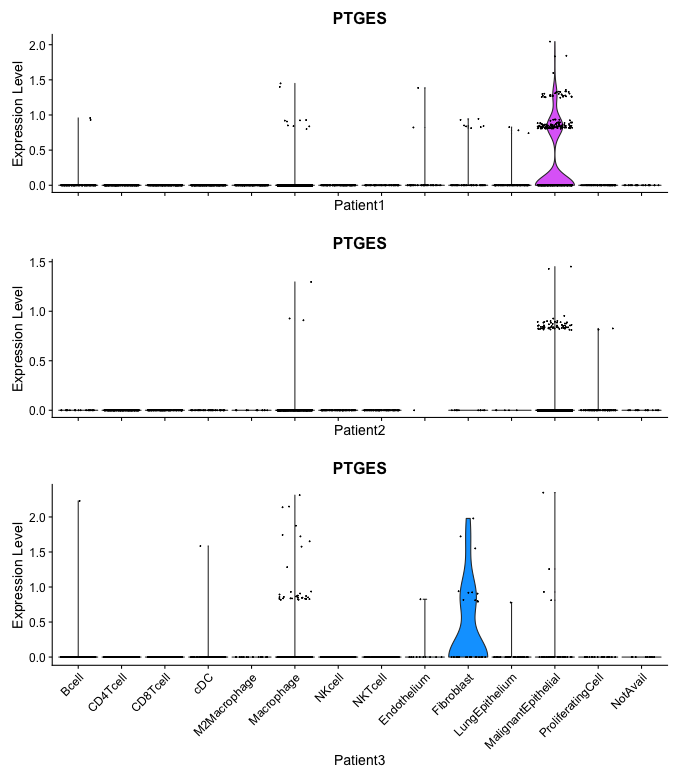 PTGES
Expression Level
2.0
1.5
1.0
0.5
0.0
Patient1
PTGES
Expression Level
1.5
1.0
0.5
0.0
Patient2
PTGES
Expression Level
2.0
1.5
1.0
0.5
0.0
Bcell
CD4Tcell
CD8Tcell
cDC
M2Macrophage
Macrophage
NKcell
NKTcell
Endothelium
Fibroblast
LungEpithelium
MalignantEpithelial
ProliferatingCell
NotAvail
Patient3